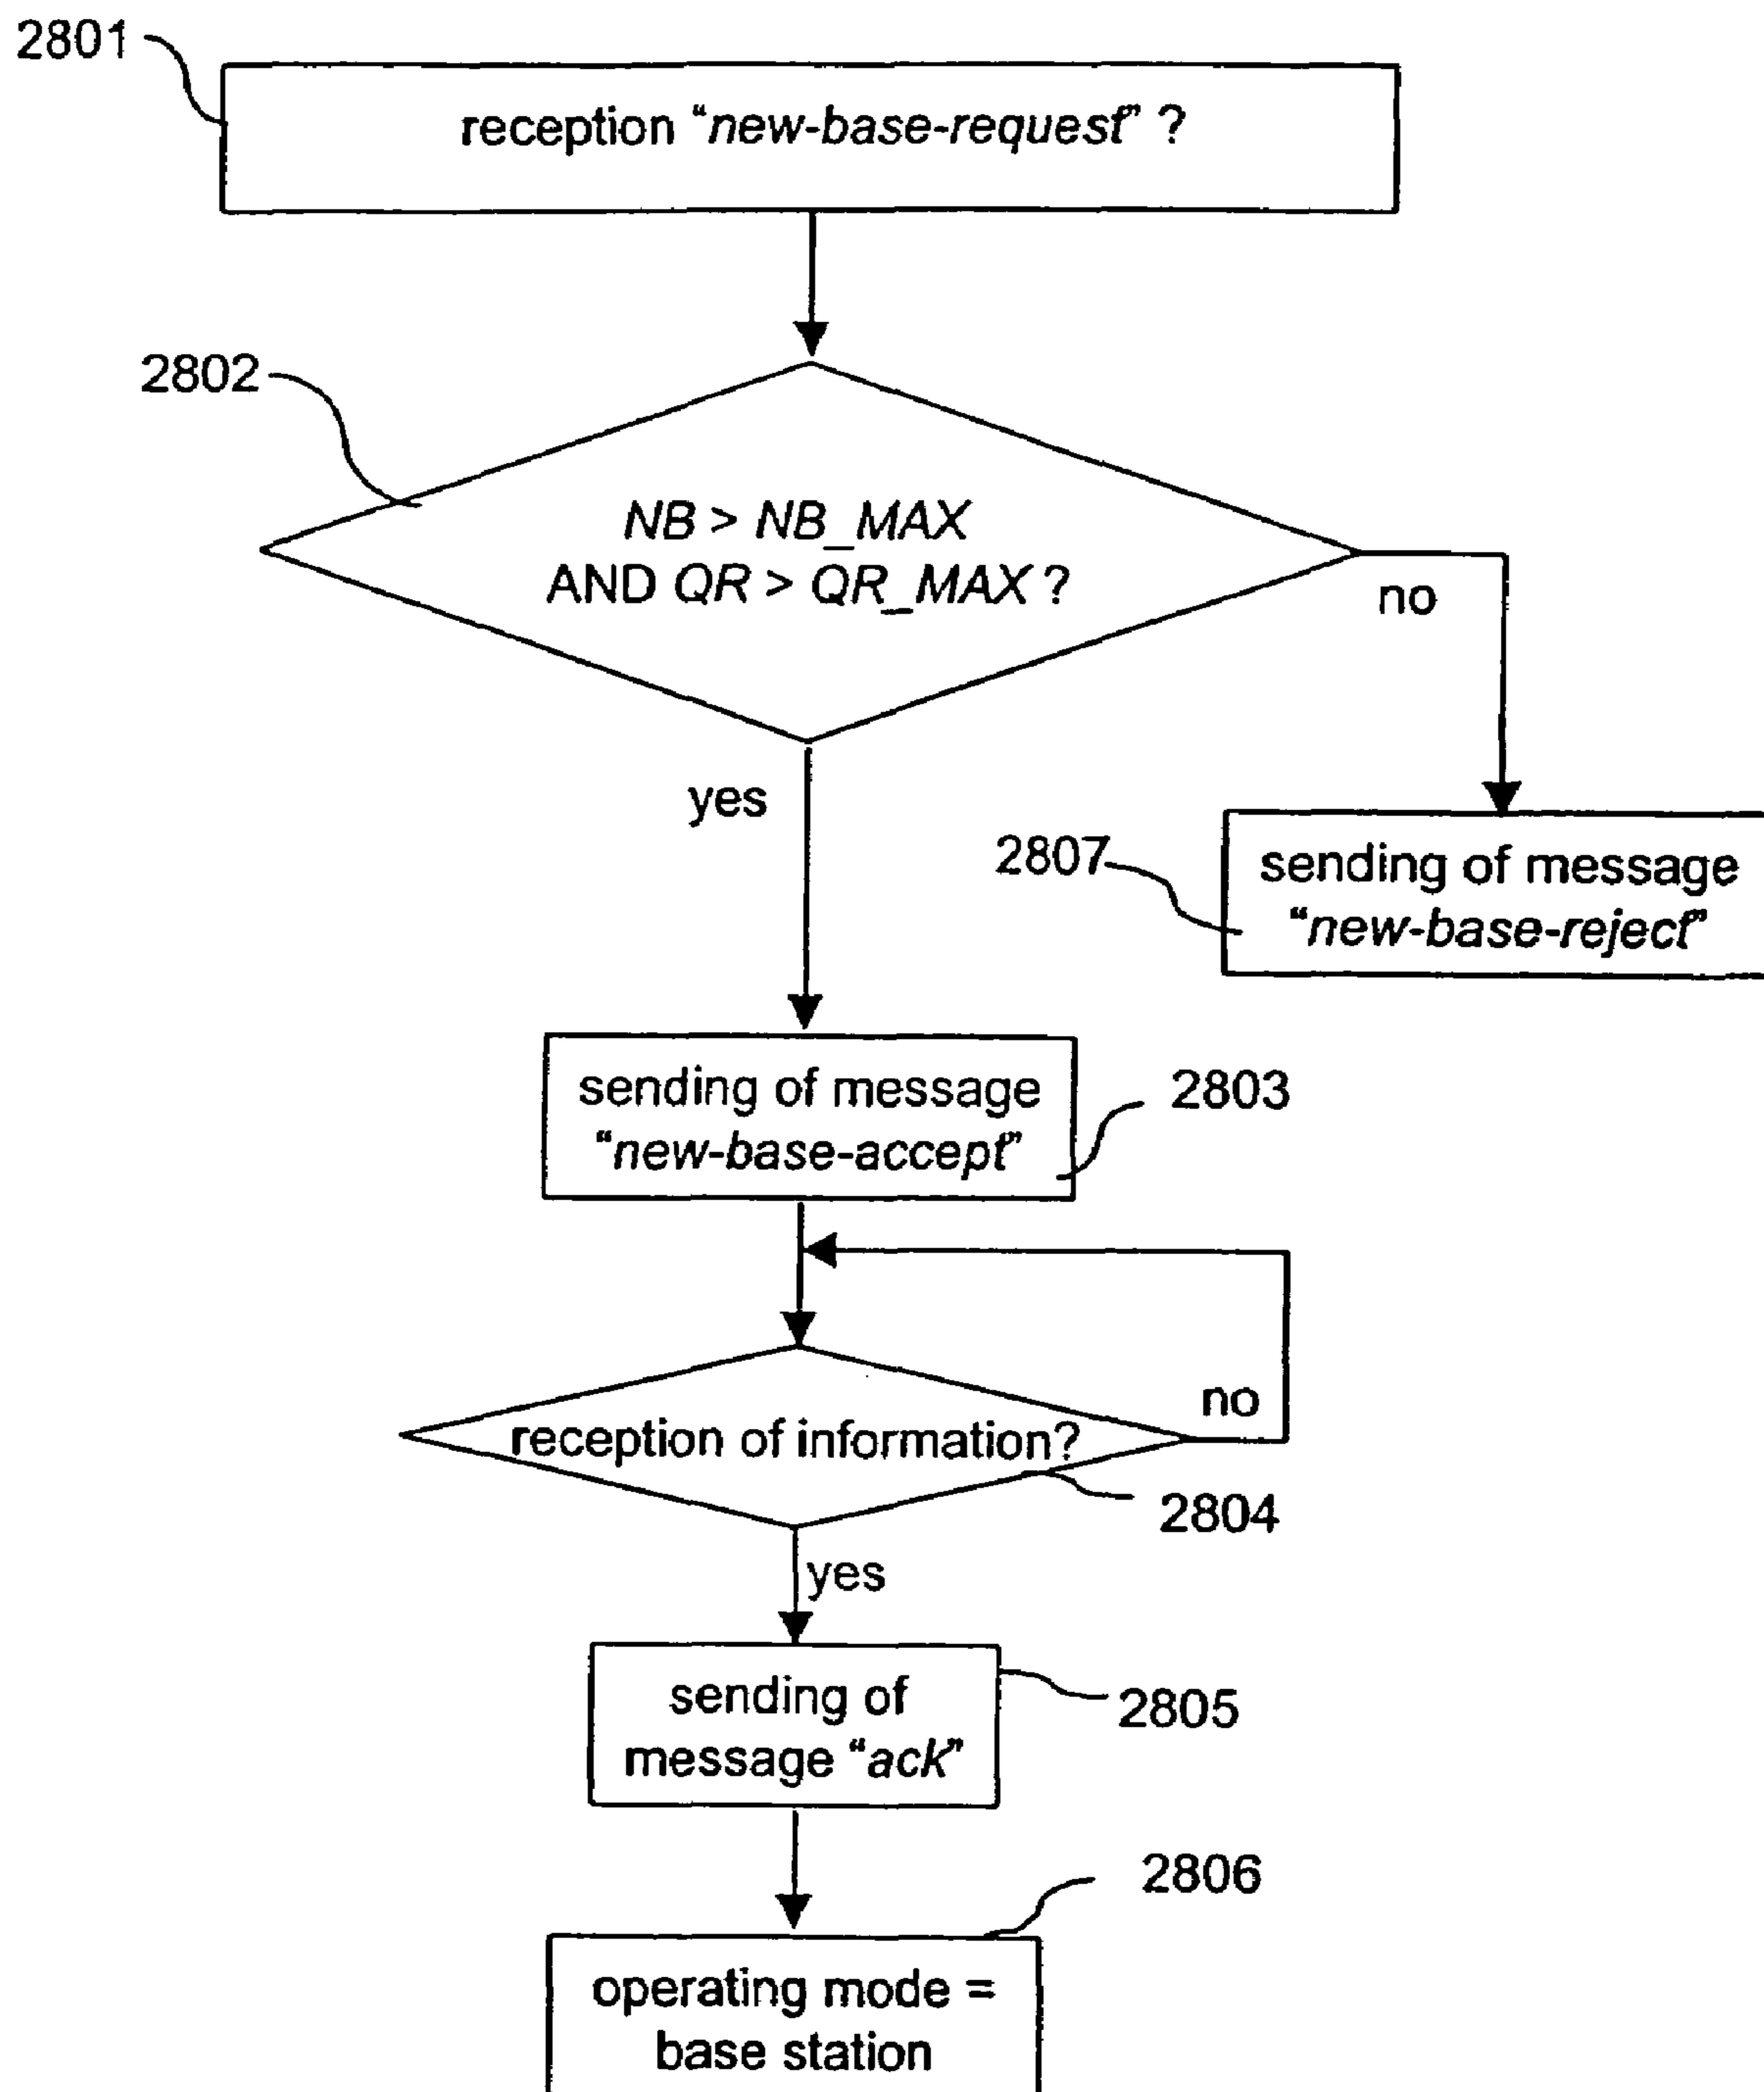 2801
reception “new-base-request” ?
2802
NB > NB_MAX
AND QR > QR_MAX ?
no
yes
2807
sending of message
“new-base-reject”
sending of message
“new-base-accept”
2803
no
reception of information?
2804
yes
sending of
message “ack”
2805
2806
operating mode =
base station